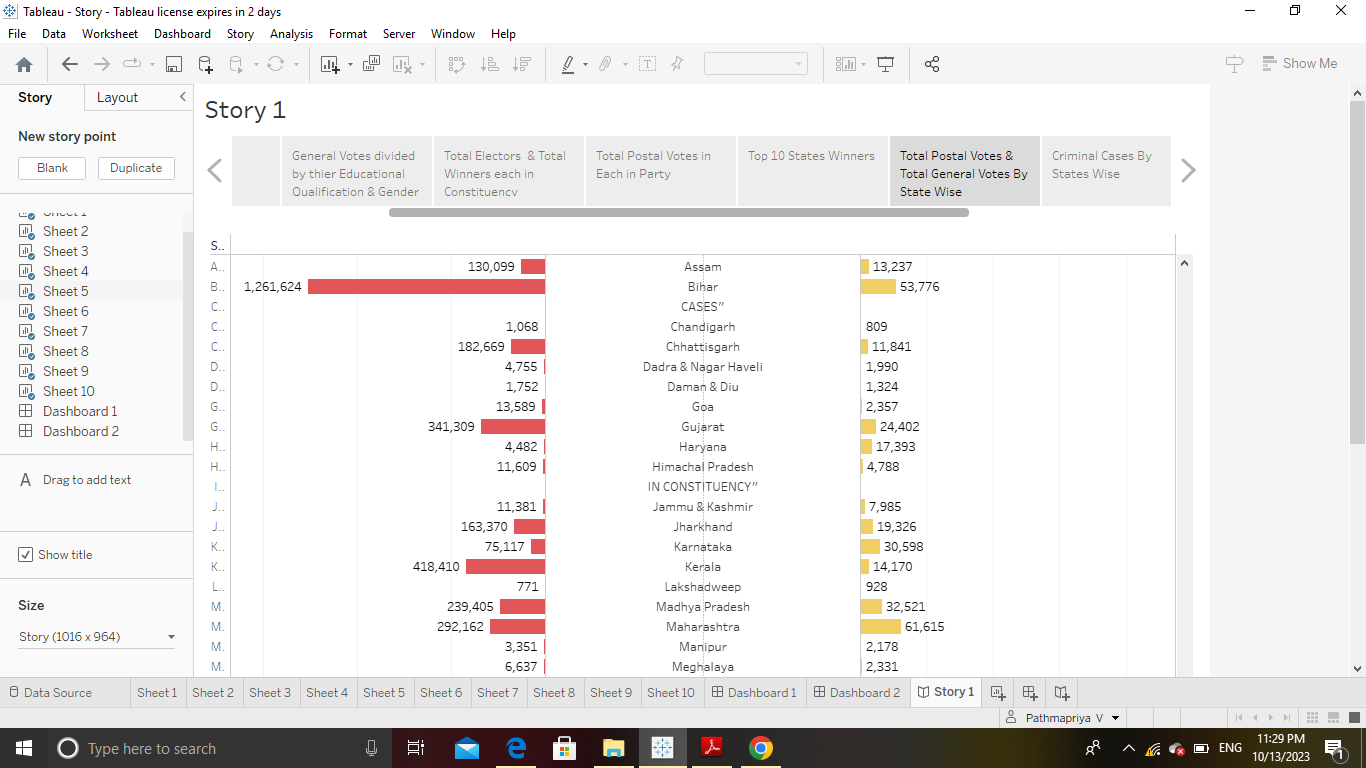 Tableau - Story - Tableau license expires in 2 days
File Data Worksheet Dashboard Story Analysis Format Server Window Help
Show Me
Story Layout
New story point
Blank Duplicate
Sheet 2
Sheet 3
Sheet 4
Sheet 5
Sheet 6
Sheet 7
Sheet 8
Sheet 9
Sheet 10
Dashboard 1
Dashboard 2
A Drag to add text
Show title
Size
Story (1016 x 964)
Story 1
General Votes divided
by thier Educational
Qualification & Gender
Total Electors & Total
Winners each in
Constituency
Total Postal Votes in
Each in Party
Top 10 States Winners
Total Postal Votes &
Total General Votes By
State Wise
Criminal Cases By
States Wise
S..
A.. 130,099 Assam 13,237
B.. 1,261,624 Bihar 53,776
C.. CASES”
C.. 1,068 Chandigarh 809
C.. 182,669 Chhattisgarh 11,841
D.. 4,755 Dadra & Nagar Haveli 1,990
D.. 1,752 Daman & Diu 1,324
G.. 13,589 Goa 2,357
G.. 341,309 Gujarat 24,402
H.. 4,482 Haryana 17,393
H.. 11,609 Himachal Pradesh 4,788
I.. IN CONSTITUENCY”
J.. 11,381 Jammu & Kashmir 7,985
J.. 163,370 Jharkhand 19,326
K.. 75,117 Karnataka 30,598
K.. 418,410 Kerala 14,170
L.. 771 Lakshadweep 928
M. 239,405 Madhya Pradesh 32,521
M. 292,162 Maharashtra 61,615
M. 3,351 Manipur 2,178
M. 6,637 Meghalaya 2,331
Data Source Sheet 1 Sheet 2 Sheet 3 Sheet 4 Sheet 5 Sheet 6 Sheet 7 Sheet 8 Sheet 9 Sheet 10 Dashboard 1 Dashboard 2 Story 1
Pathmapriya V
Type here to search
ENG
11:29 PM
10/13/2023
1